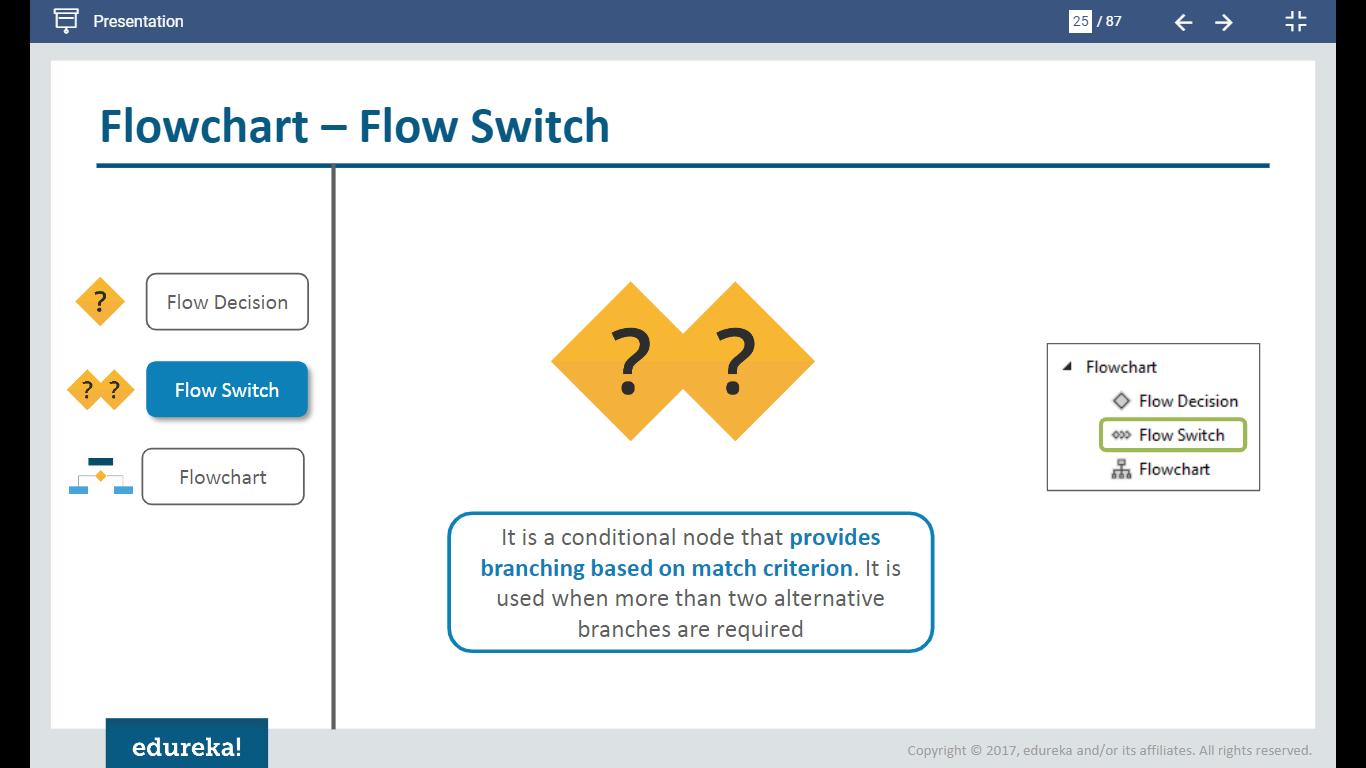 Presentation
25 / 87
Flowchart – Flow Switch
? Flow Decision
? ? Flow Switch
Flowchart
? ?
Flowchart
Flow Decision
Flow Switch
Flowchart
It is a conditional node that provides
branching based on match criterion. It is
used when more than two alternative
branches are required
edureka!
Copyright © 2017, edureka and/or its affiliates. All rights reserved.